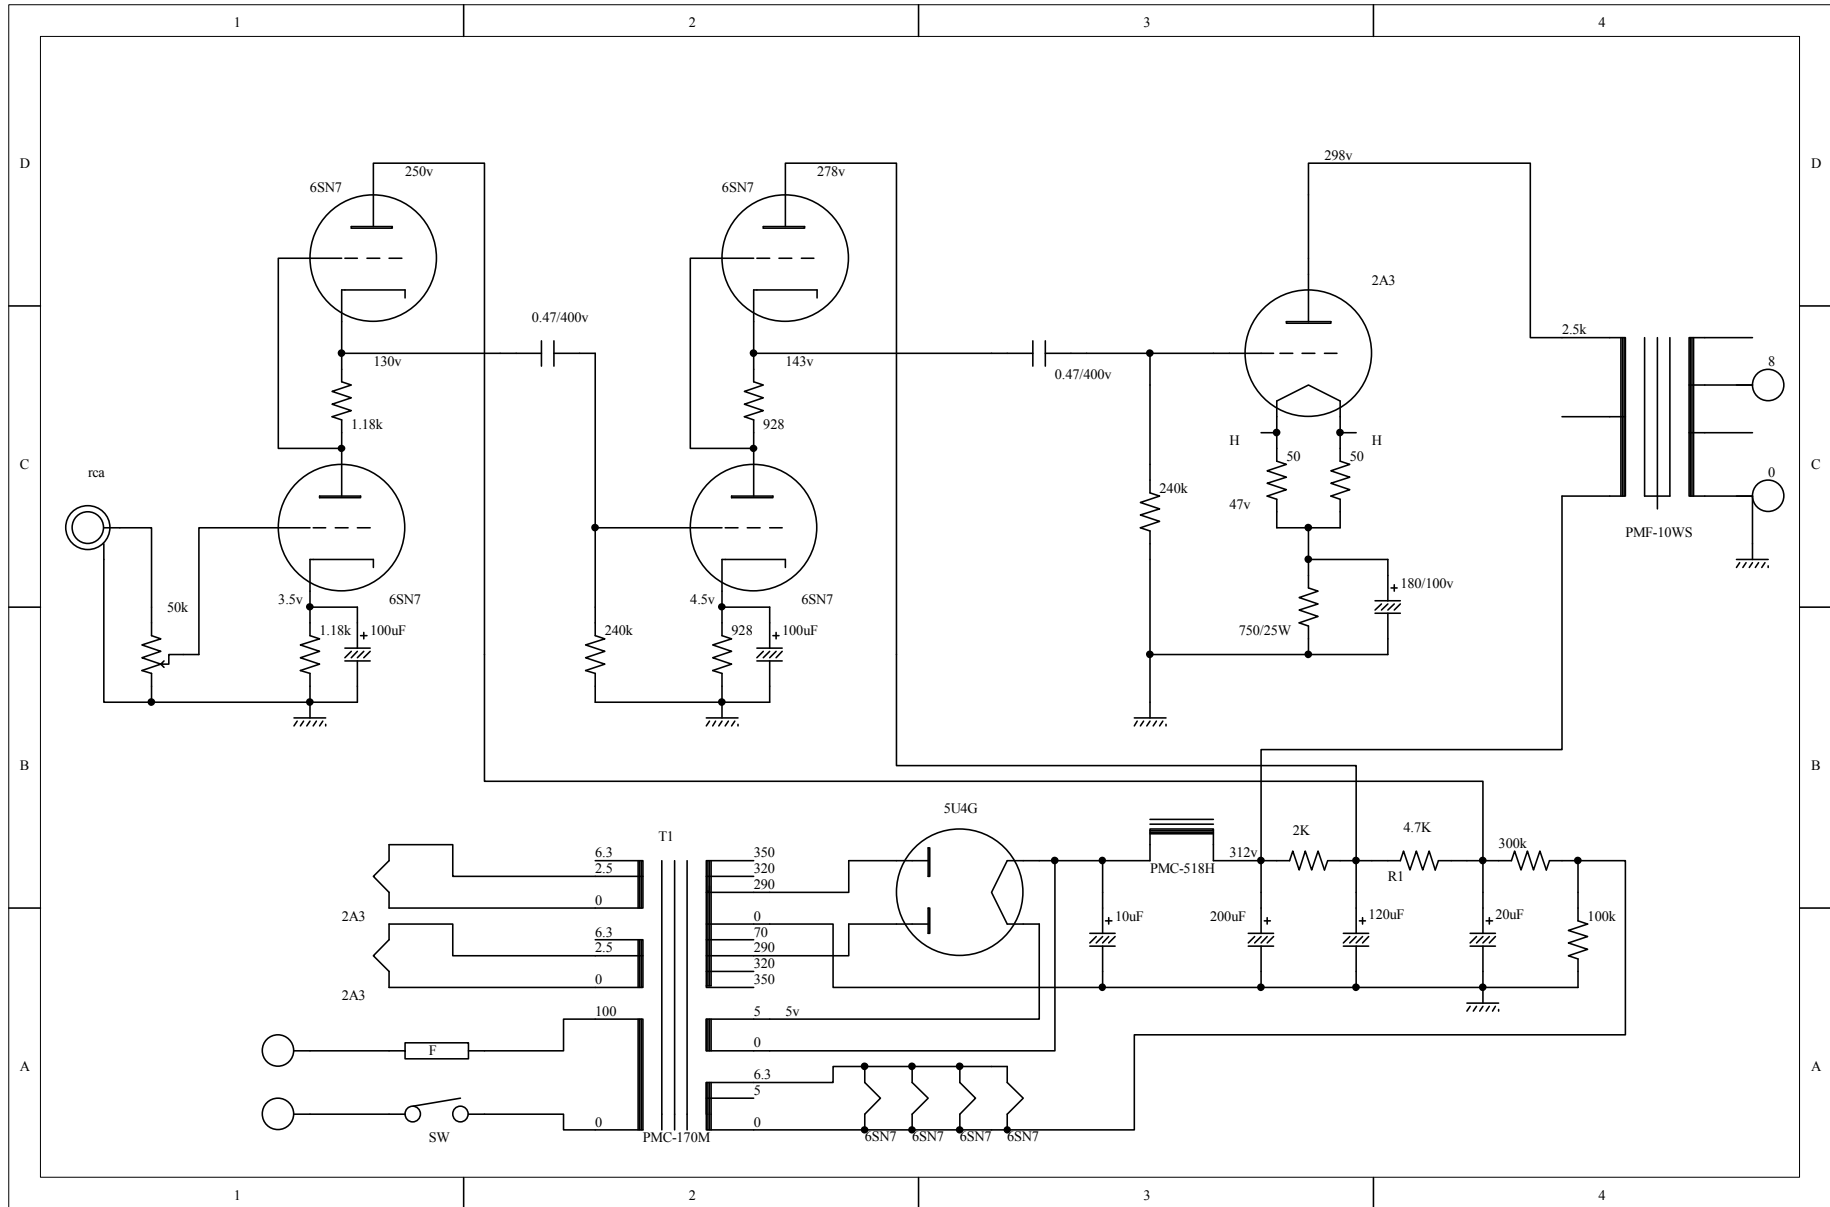 1 2 3 4
D D
250v 278v 298v
6SN7 6SN7
2A3
0.47/400v
2.5k
130v 143v 0.47/400v
8
1.18k 928
H H
50 50
C C
rca
0
240k
47v
PMF-10WS
180/100v
3.5v 6SN7 4.5v 6SN7
50k
1.18k 100uF 240k 928 100uF 750/25W
B B
5U4G
T1 2K 4.7K
300k
6.3 350 312v
2.5 320 PMC-518H R1
290
0
2A3 0 10uF 200uF 120uF 20uF 100k
6.3 70
2.5 290
320
0 350
2A3
100 5 5v
F 0
A A
6.3
5
0 0
SW PMC-170M 6SN7 6SN7 6SN7 6SN7
1 2 3 4